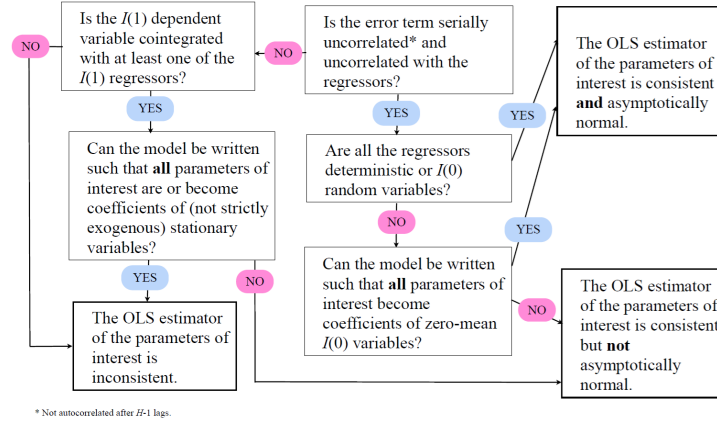 Is the I(1) dependent
variable cointegrated
with at least one of the
I(1) regressors?
NO
Is the error term serially
uncorrelated* and
uncorrelated with the
regressors?
NO
The OLS estimator
of the parameters of
interest is consistent
and asymptotically
normal.
YES
YES
YES
Can the model be written
such that all parameters of
interest are or become
coefficients of (not strictly
exogenous) stationary
variables?
Are all the regressors
deterministic or I(0)
random variables?
NO
YES
YES
NO
Can the model be written
such that all parameters of
interest become
coefficients of zero-mean
I(0) variables?
NO
The OLS estimator
of the parameters of
interest is consistent
but not
asymptotically
normal.
The OLS estimator
of the parameters of
interest is
inconsistent.
* Not autocorrelated after H-1 lags.